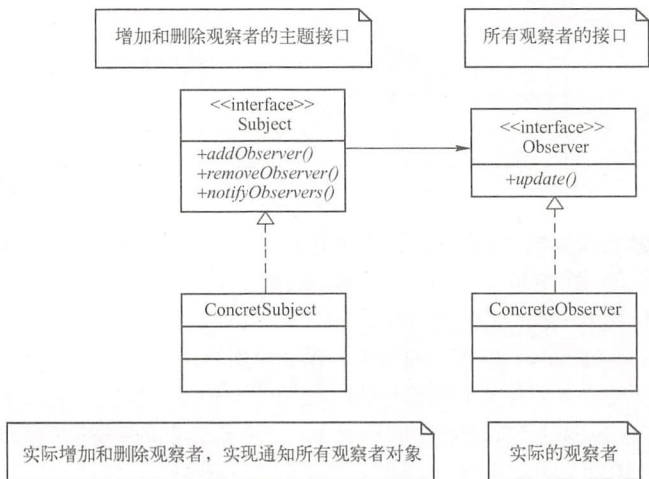 增加和删除观察者的主题接口
所有观察者的接口
<<interface>>
Subject
+addObserver()
+removeObserver()
+notifyObservers()
<<interface>>
Observer
+update()
ConcretSubject
ConcreteObserver
实际增加和删除观察者，实现通知所有观察者对象
实际的观察者